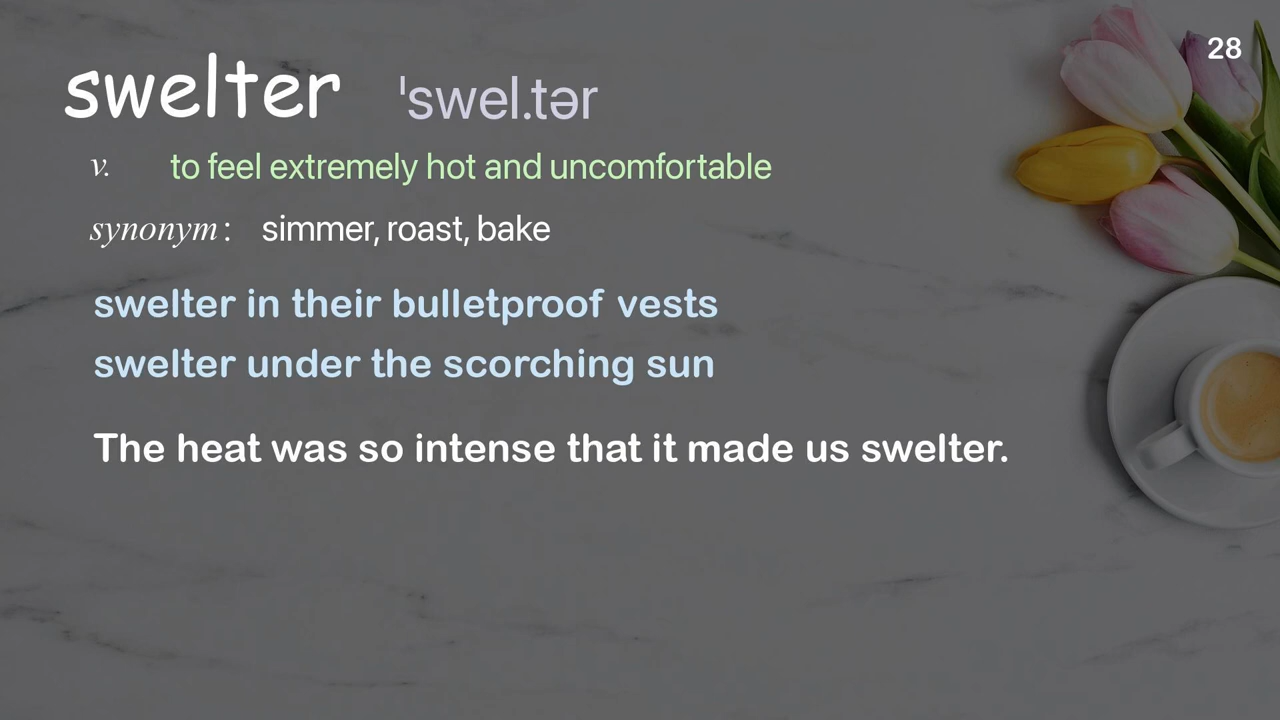 28
swelter ˈswel.tər
v. to feel extremely hot and uncomfortable
synonym: simmer, roast, bake
swelter in their bulletproof vests
swelter under the scorching sun
The heat was so intense that it made us swelter.